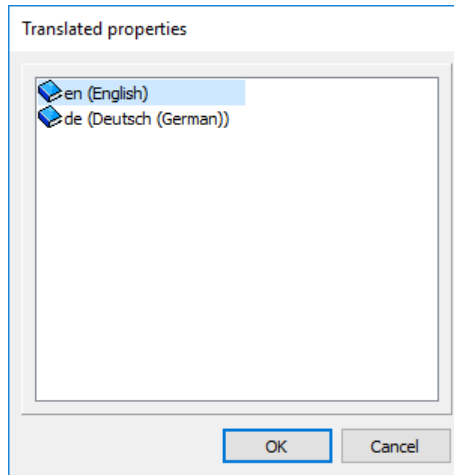 Translated properties
en (English)
de (Deutsch (German))
OK
Cancel